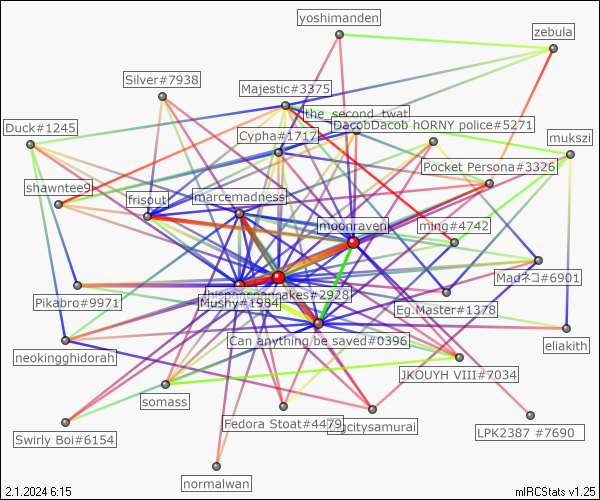 yoshimanden
zebula
Silver#7938
Majestic#3375
the_second_twat
DacobDacob hORNY police#5271
Duck#1245
Cypha#1717
mukszi
Pocket Persona#3326
shawntee9
frisout
marcemadness
moonraven
ming#4742
Madネコ#6901
Pikabro#9971
Mushy#1984
Eg.Master#1378
Can anything be saved#0396
eliakith
neokingghidorah
JKOUYH VIII#7034
somass
Fedora Stoat#4479
LPK2387 #7690
Swirly Boi#6154
normalwan
2.1.2024 6:15
mIRCStats v1.25